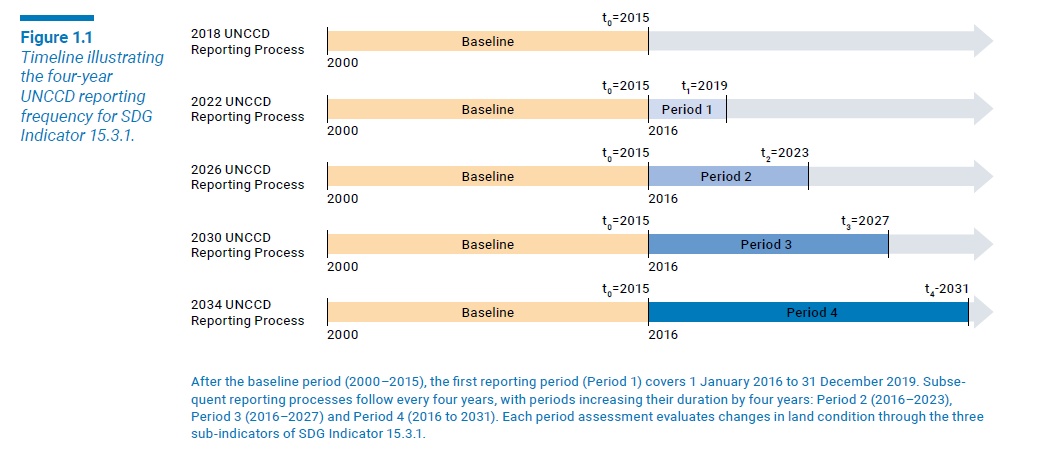 Figure 1.1
Timeline illustrating
the four-year
UNCCD reporting
frequency for SDG
Indicator 15.3.1.
2018 UNCCD
Reporting Process
t0=2015
Baseline
2000
2022 UNCCD
Reporting Process
t0=2015
t1=2019
Baseline
Period 1
2000
2016
2026 UNCCD
Reporting Process
t0=2015
t2=2023
Baseline
Period 2
2000
2016
2030 UNCCD
Reporting Process
t0=2015
t3=2027
Baseline
Period 3
2000
2016
2034 UNCCD
Reporting Process
t0=2015
t4-2031
Baseline
Period 4
2000
2016
After the baseline period (2000–2015), the first reporting period (Period 1) covers 1 January 2016 to 31 December 2019. Subse-
quent reporting processes follow every four years, with periods increasing their duration by four years: Period 2 (2016–2023),
Period 3 (2016–2027) and Period 4 (2016 to 2031). Each period assessment evaluates changes in land condition through the three
sub-indicators of SDG Indicator 15.3.1.